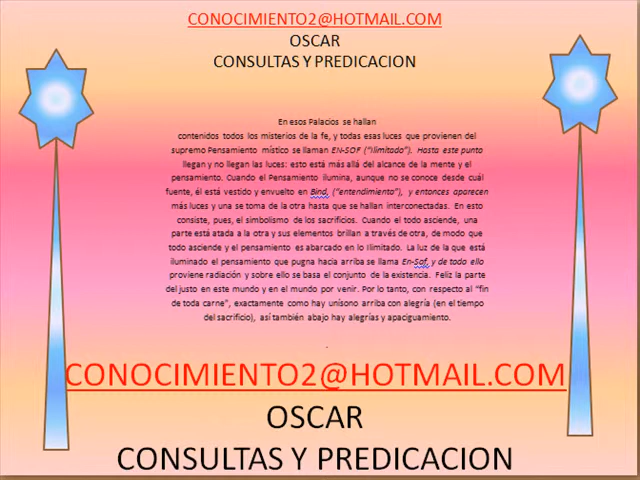 CONOCIMIENTO2@HOTMAIL.COM
OSCAR
CONSULTAS Y PREDICACION
En esos Palacios se hallan
contenidos todos los misterios de la fe, y todas esas luces que provienen del
supremo Pensamiento místico se llaman EN-SOF ("Ilimitado"). Hasta este punto
llegan y no llegan las luces: esto está más allá del alcance de la mente y el
pensamiento. Cuando el Pensamiento ilumina, aunque no se conoce desde cuál
fuente, él está vestido y envuelto en Bind, ("entendimiento"), y entonces aparecen
más luces y una se toma de la otra hasta que se hallan interconectadas. En esto
consiste, pues, el simbolismo de los sacrificios. Cuando el todo asciende, una
parte está atada a la otra y sus elementos brillan a través de otra, de modo que
todo asciende y el pensamiento es abarcado en lo Ilimitado. La luz de la que está
iluminado el pensamiento que pugna hacia arriba se llama En-Sof, y de todo ello
proviene radiación y sobre ello se basa el conjunto de la existencia. Feliz la parte
del justo en este mundo y en el mundo por venir. Por lo tanto, con respecto al "fin
de toda carne", exactamente como hay unísono arriba con alegría (en el tiempo
del sacrificio), así también abajo hay alegrías y apaciguamiento.
.
CONOCIMIENTO2@HOTMAIL.COM
OSCAR
CONSULTAS Y PREDICACION